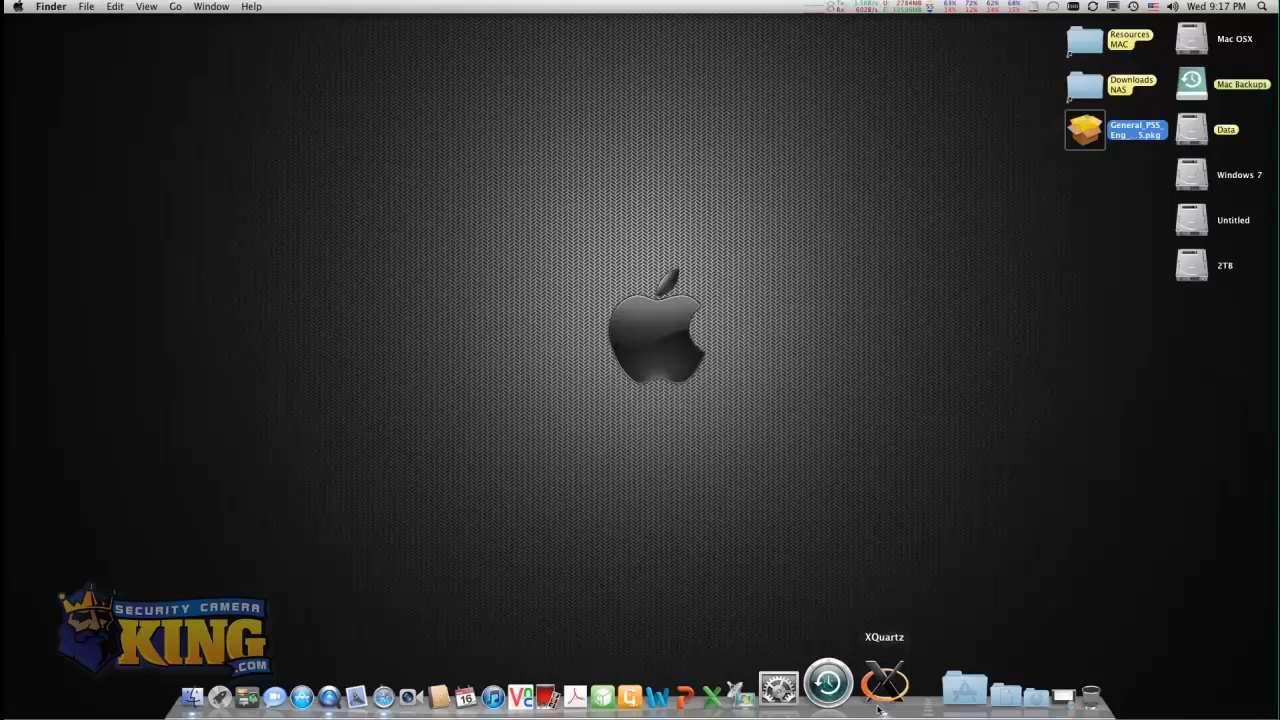 Finder File Edit View Go Window Help
Wed 9:17 PM
Resources
MAC
Mac OSX
Downloads
NAS
Mac Backups
General_PSS_
Eng_...5.pkg
Data
Windows 7
Untitled
2TB
SECURITY CAMERA
KING
.COM
XQuartz